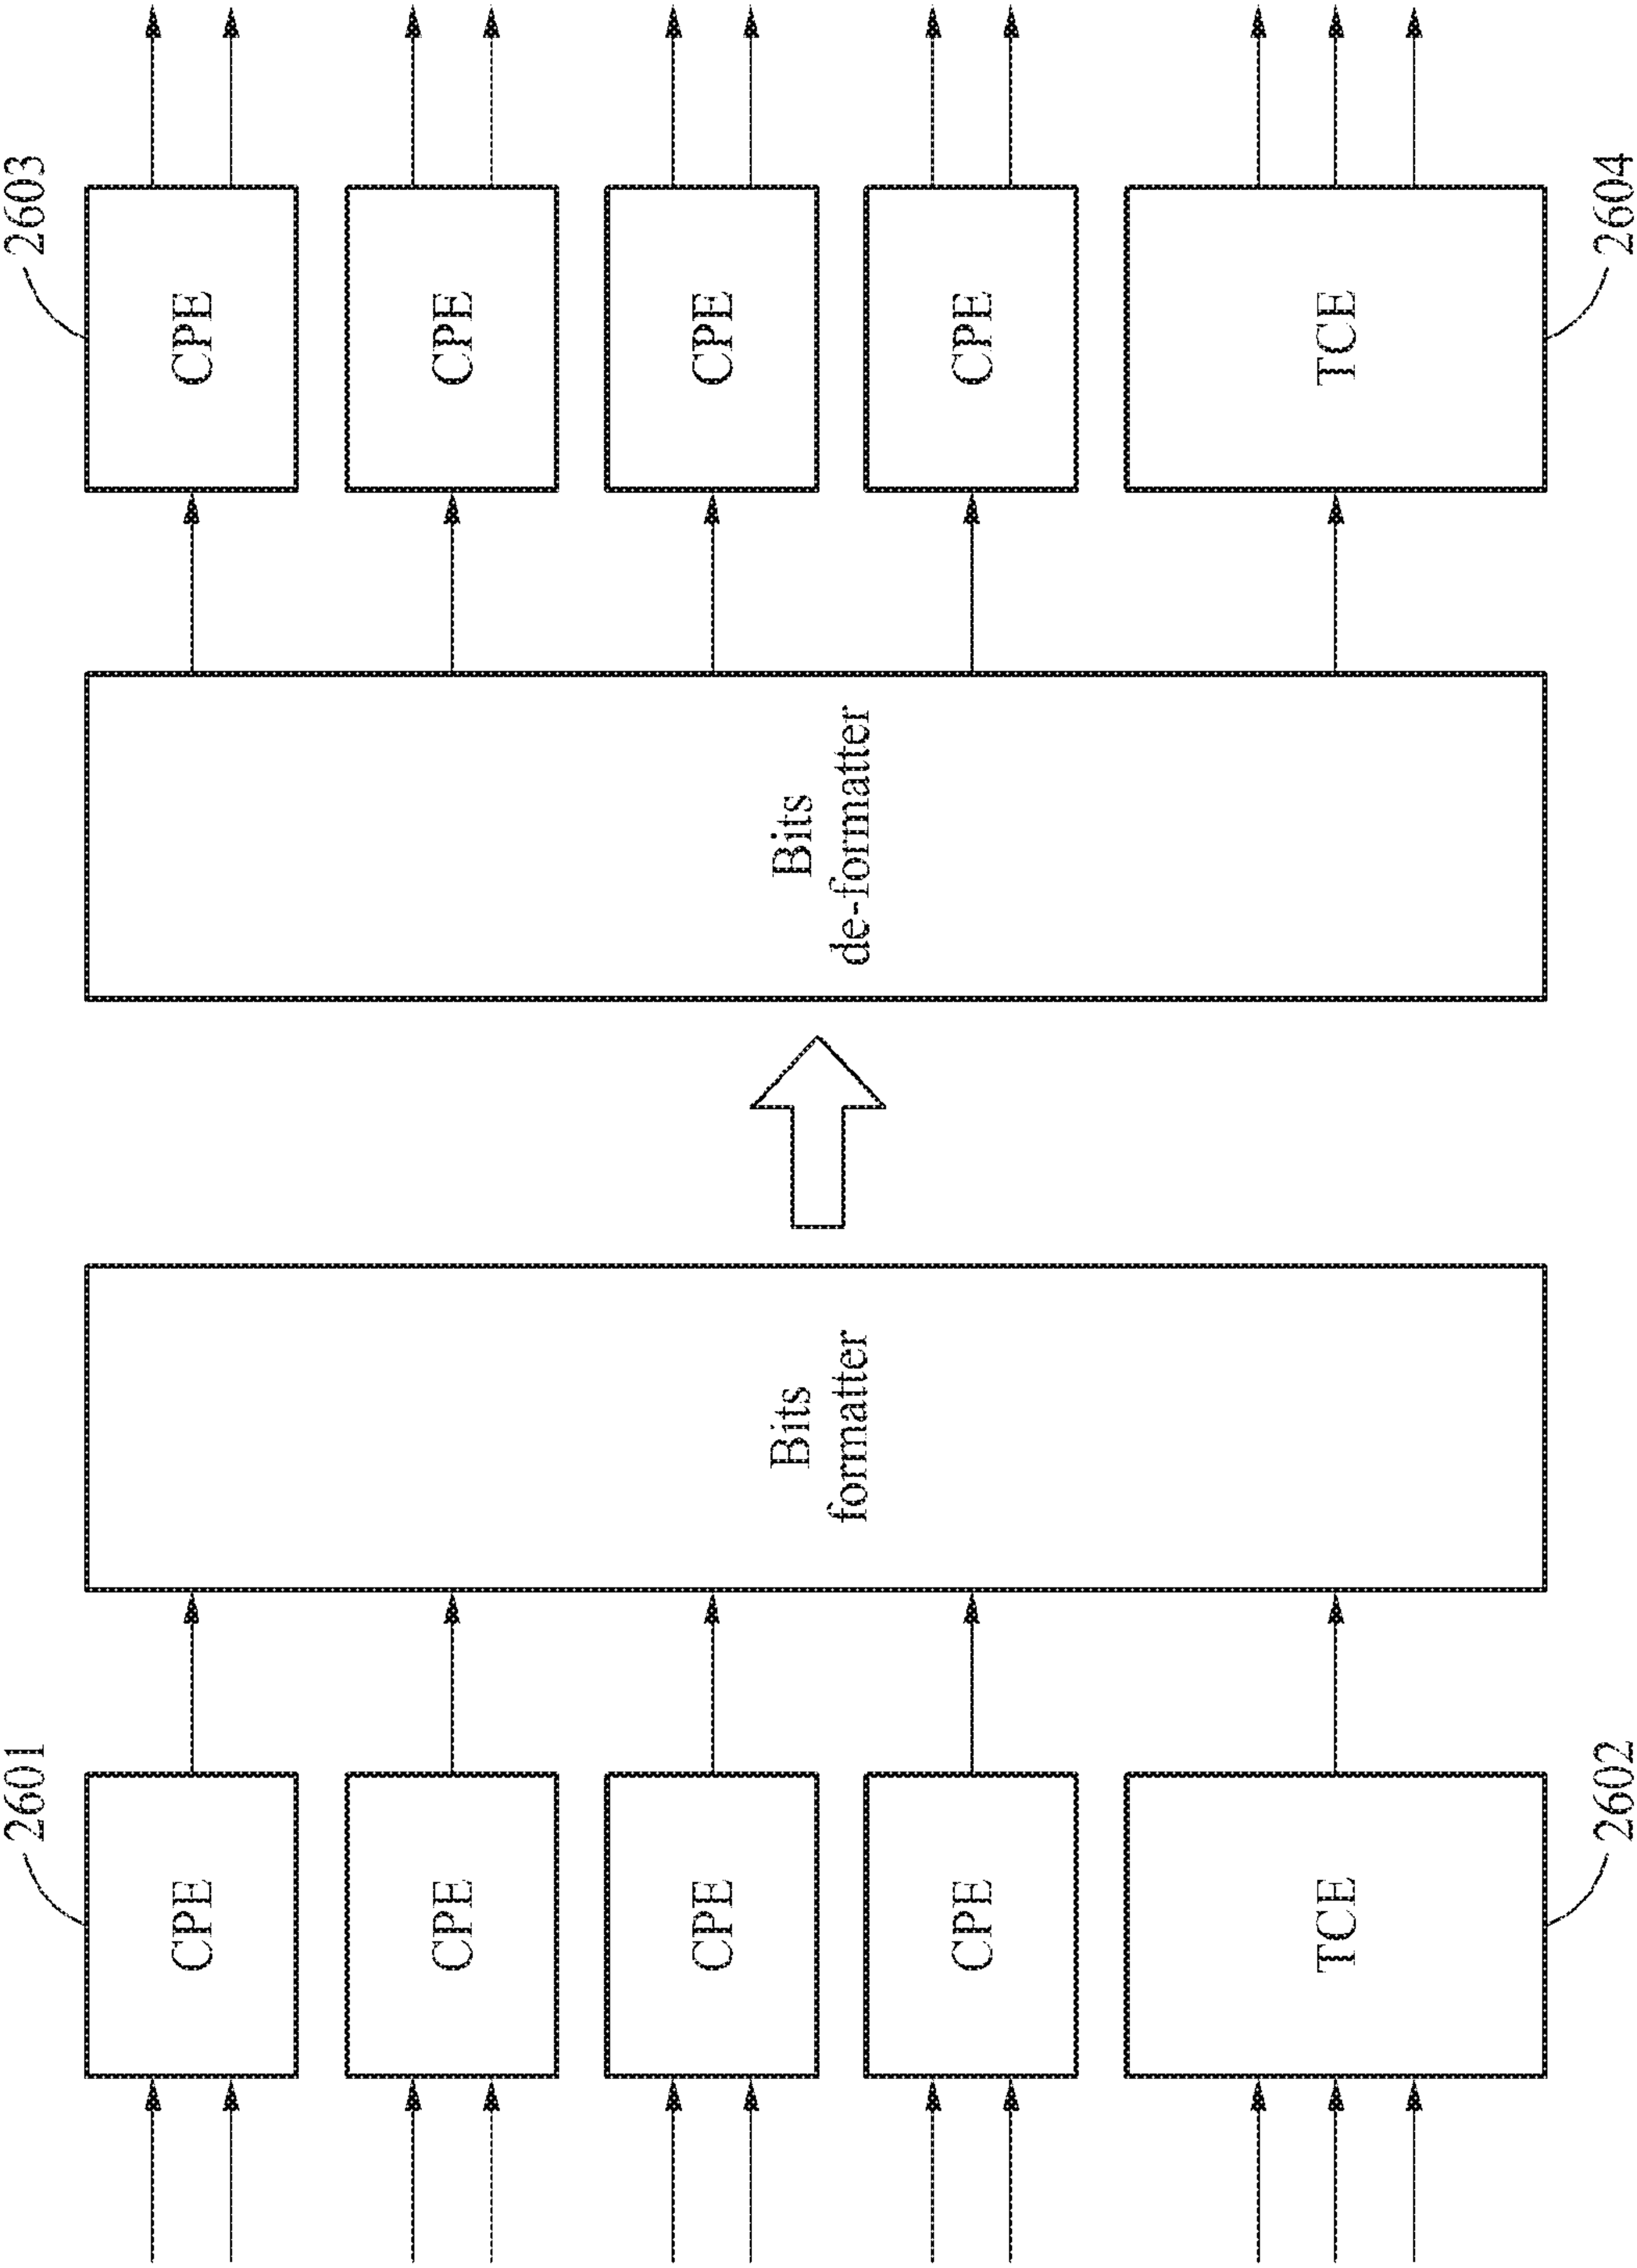 2601
CPE
CPE
CPE
CPE
TCE
2602
Bits
formatter
Bits
de-formatter
2603
CPE
CPE
CPE
CPE
TCE
2604